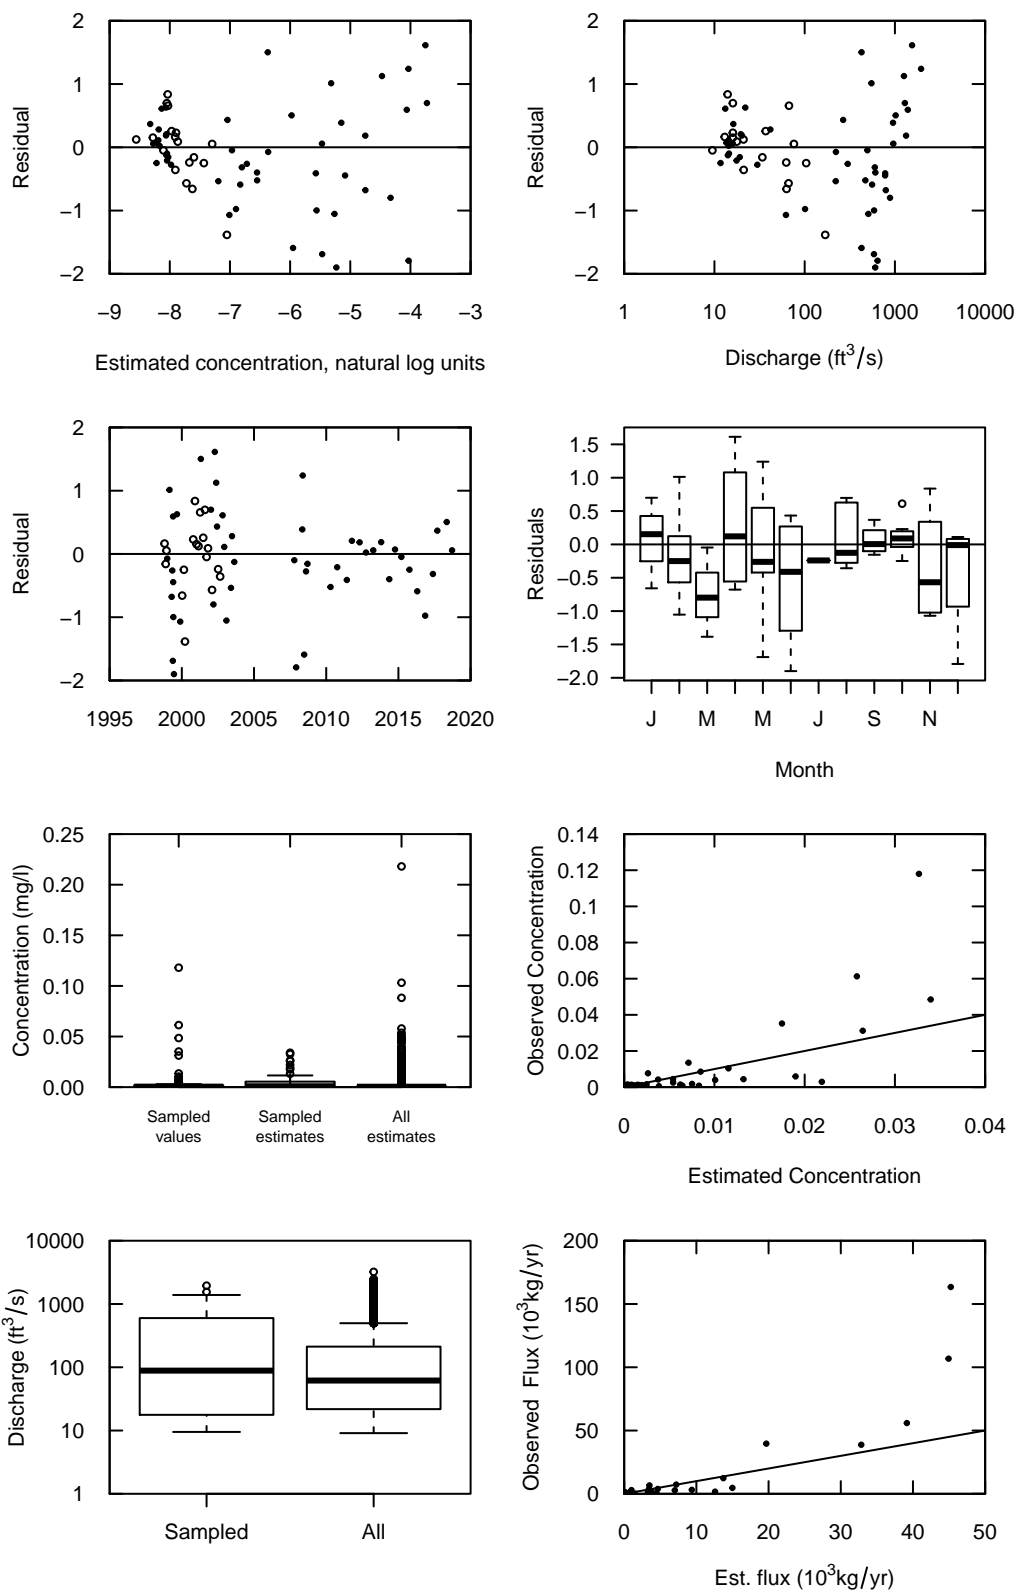 2
1
0
−1
−2
Residual
−9 −8 −7 −6 −5 −4 −3
Estimated concentration, natural log units
2
1
0
−1
−2
Residual
1 10 100 1000 10000
Discharge (ft³/s)
2
1
0
−1
−2
Residual
1995 2000 2005 2010 2015 2020
1.5
1.0
0.5
0.0
−0.5
−1.0
−1.5
−2.0
Residuals
J M M J S N
Month
0.25
0.20
0.15
0.10
0.05
0.00
Concentration (mg/l)
Sampled values
Sampled estimates
All estimates
0.14
0.12
0.1
0.08
0.06
0.04
0.02
0
Observed Concentration
0 0.01 0.02 0.03 0.04
Estimated Concentration
10000
1000
100
10
1
Discharge (ft³/s)
Sampled All
200
150
100
50
0
Observed Flux (10³kg/yr)
0 10 20 30 40 50
Est. flux (10³kg/yr)